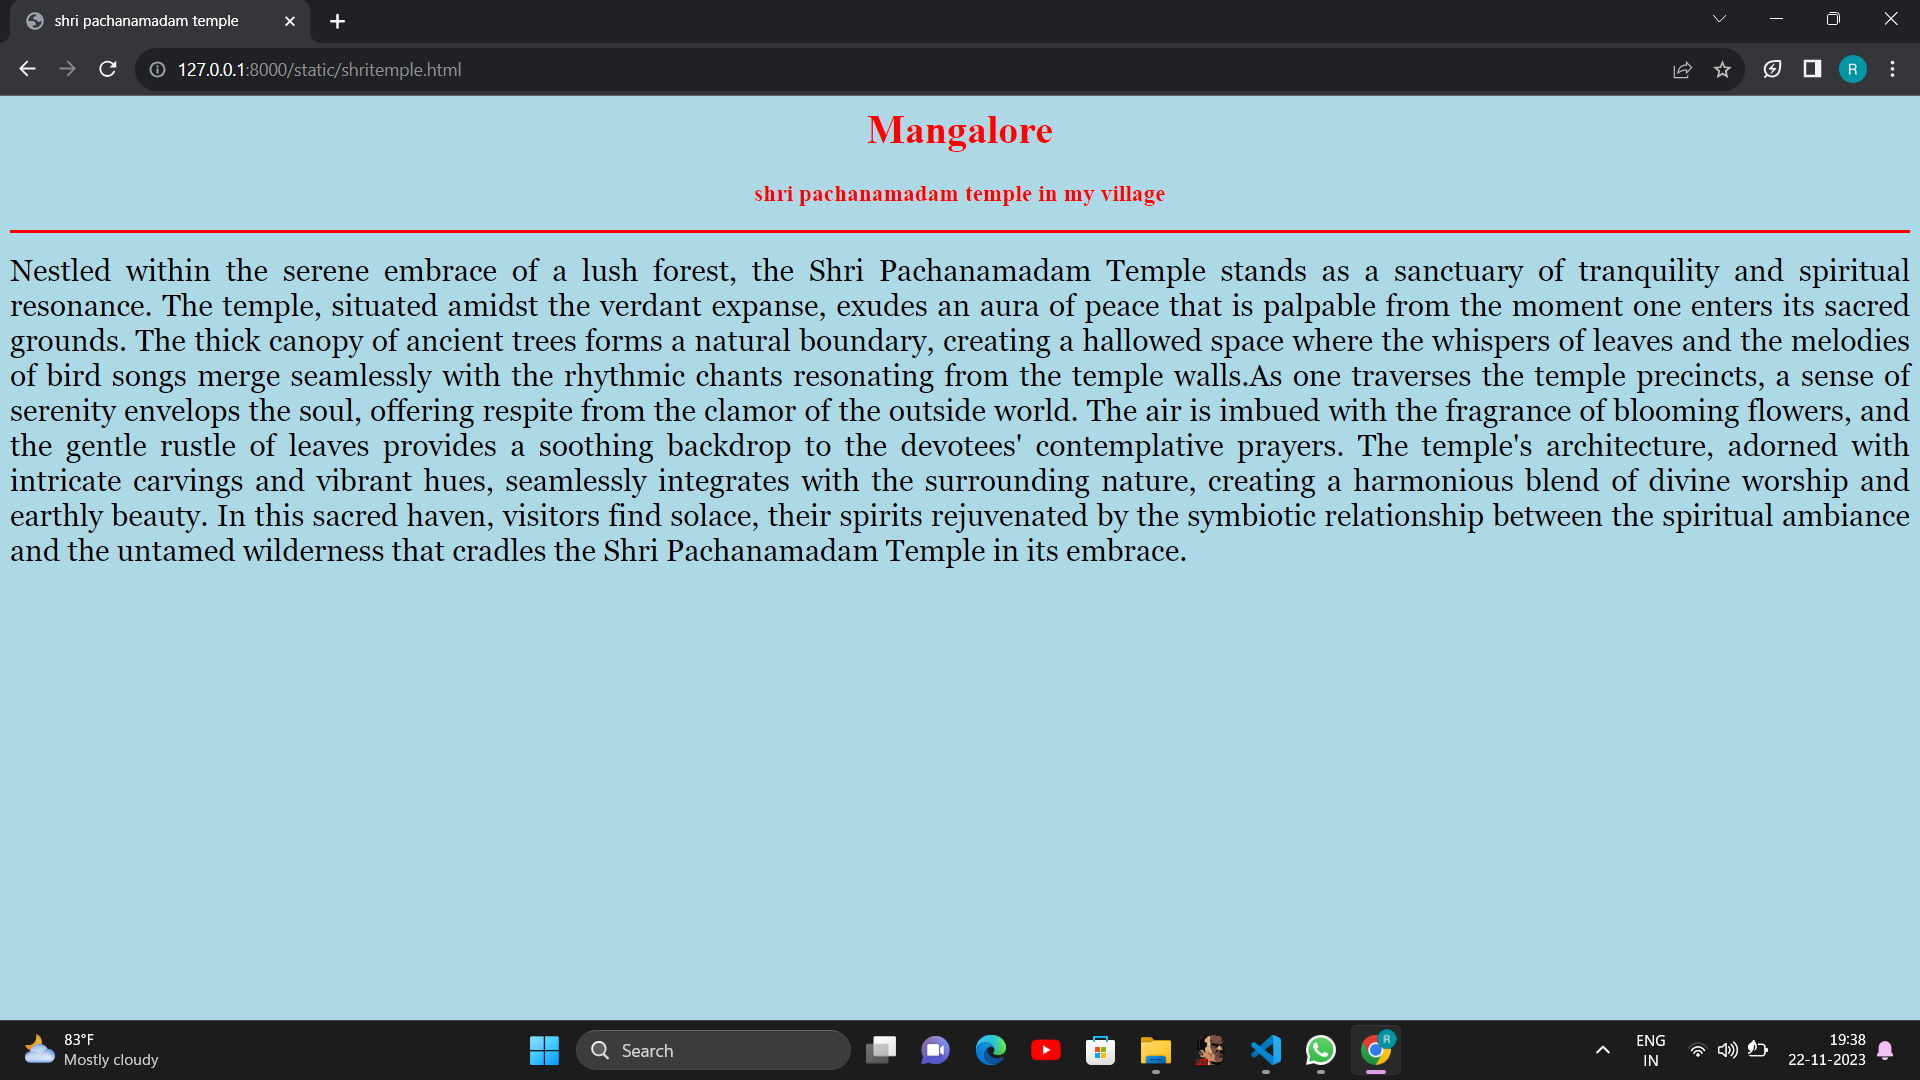 shri pachanamadam temple
127.0.0.1:8000/static/shritemple.html
R
Mangalore
shri pachanamadam temple in my village
Nestled within the serene embrace of a lush forest, the Shri Pachanamadam Temple stands as a sanctuary of tranquility and spiritual
resonance. The temple, situated amidst the verdant expanse, exudes an aura of peace that is palpable from the moment one enters its sacred
grounds. The thick canopy of ancient trees forms a natural boundary, creating a hallowed space where the whispers of leaves and the melodies
of bird songs merge seamlessly with the rhythmic chants resonating from the temple walls.As one traverses the temple precincts, a sense of
serenity envelops the soul, offering respite from the clamor of the outside world. The air is imbued with the fragrance of blooming flowers, and
the gentle rustle of leaves provides a soothing backdrop to the devotees' contemplative prayers. The temple's architecture, adorned with
intricate carvings and vibrant hues, seamlessly integrates with the surrounding nature, creating a harmonious blend of divine worship and
earthly beauty. In this sacred haven, visitors find solace, their spirits rejuvenated by the symbiotic relationship between the spiritual ambiance
and the untamed wilderness that cradles the Shri Pachanamadam Temple in its embrace.
83°F
Mostly cloudy
Search
R
ENG
IN
19:38
22-11-2023